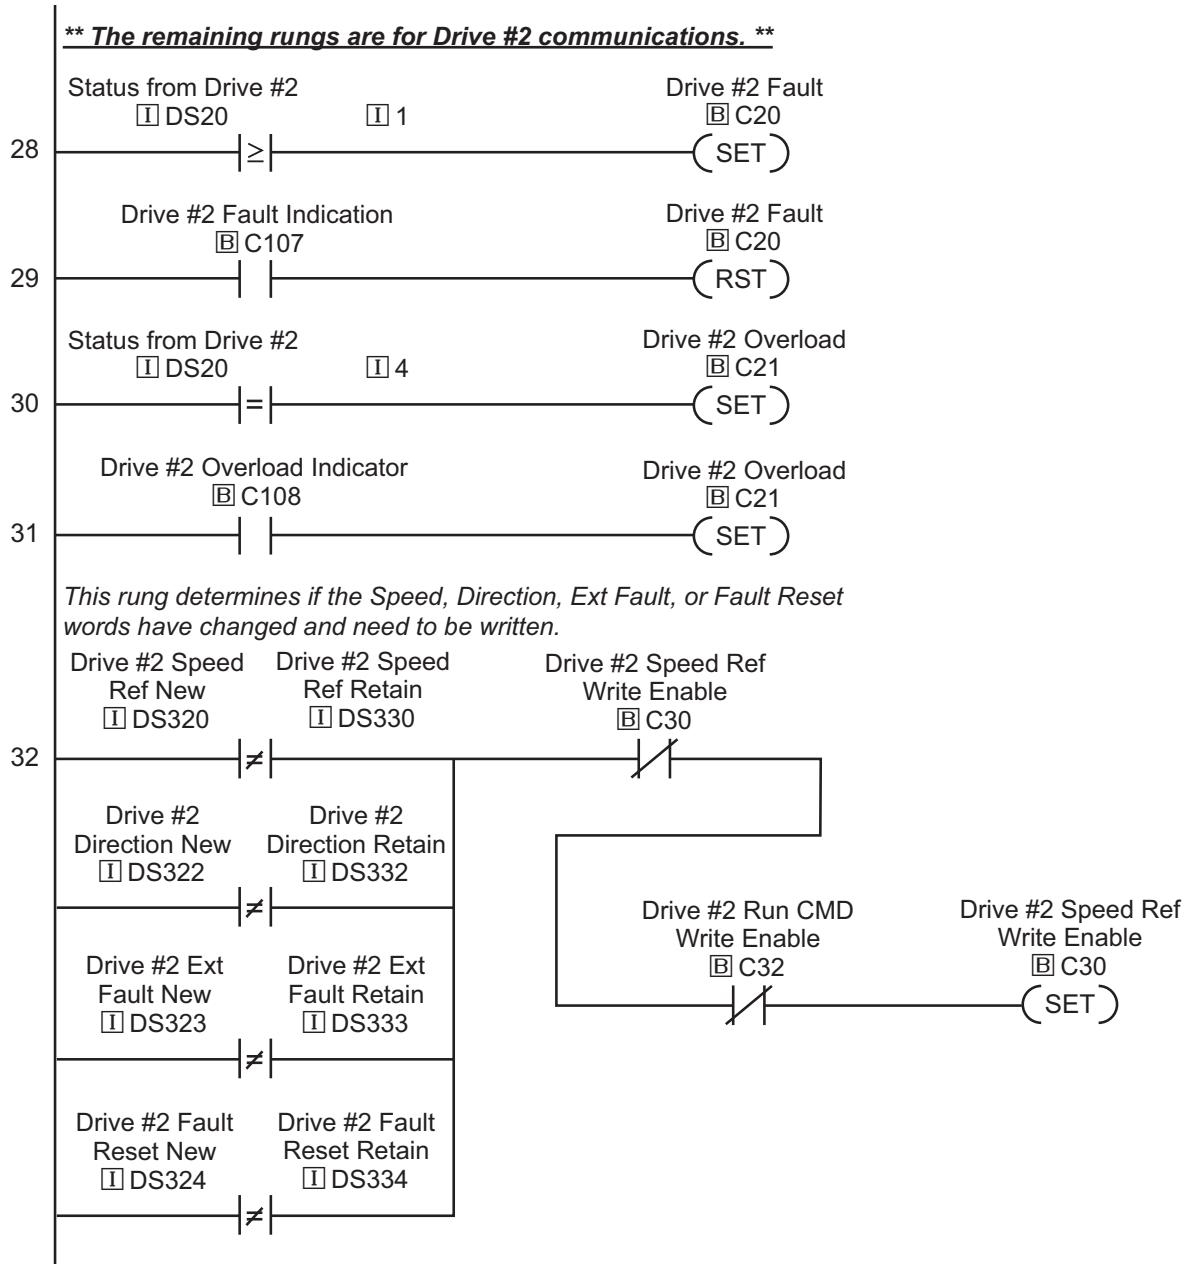 ** The remaining rungs are for Drive #2 communications. **
Status from Drive #2
I DS20
I 1
Drive #2 Fault
B C20
28
≥
SET
Drive #2 Fault Indication
B C107
Drive #2 Fault
B C20
29
RST
Status from Drive #2
I DS20
I 4
Drive #2 Overload
B C21
30
=
SET
Drive #2 Overload Indicator
B C108
Drive #2 Overload
B C21
31
SET
This rung determines if the Speed, Direction, Ext Fault, or Fault Reset
words have changed and need to be written.
Drive #2 Speed
Ref New
I DS320
Drive #2 Speed
Ref Retain
I DS330
Drive #2 Speed Ref
Write Enable
B C30
32
≠
Drive #2
Direction New
I DS322
Drive #2
Direction Retain
I DS332
≠
Drive #2 Run CMD
Write Enable
B C32
Drive #2 Speed Ref
Write Enable
B C30
SET
Drive #2 Ext
Fault New
I DS323
Drive #2 Ext
Fault Retain
I DS333
≠
Drive #2 Fault
Reset New
I DS324
Drive #2 Fault
Reset Retain
I DS334
≠